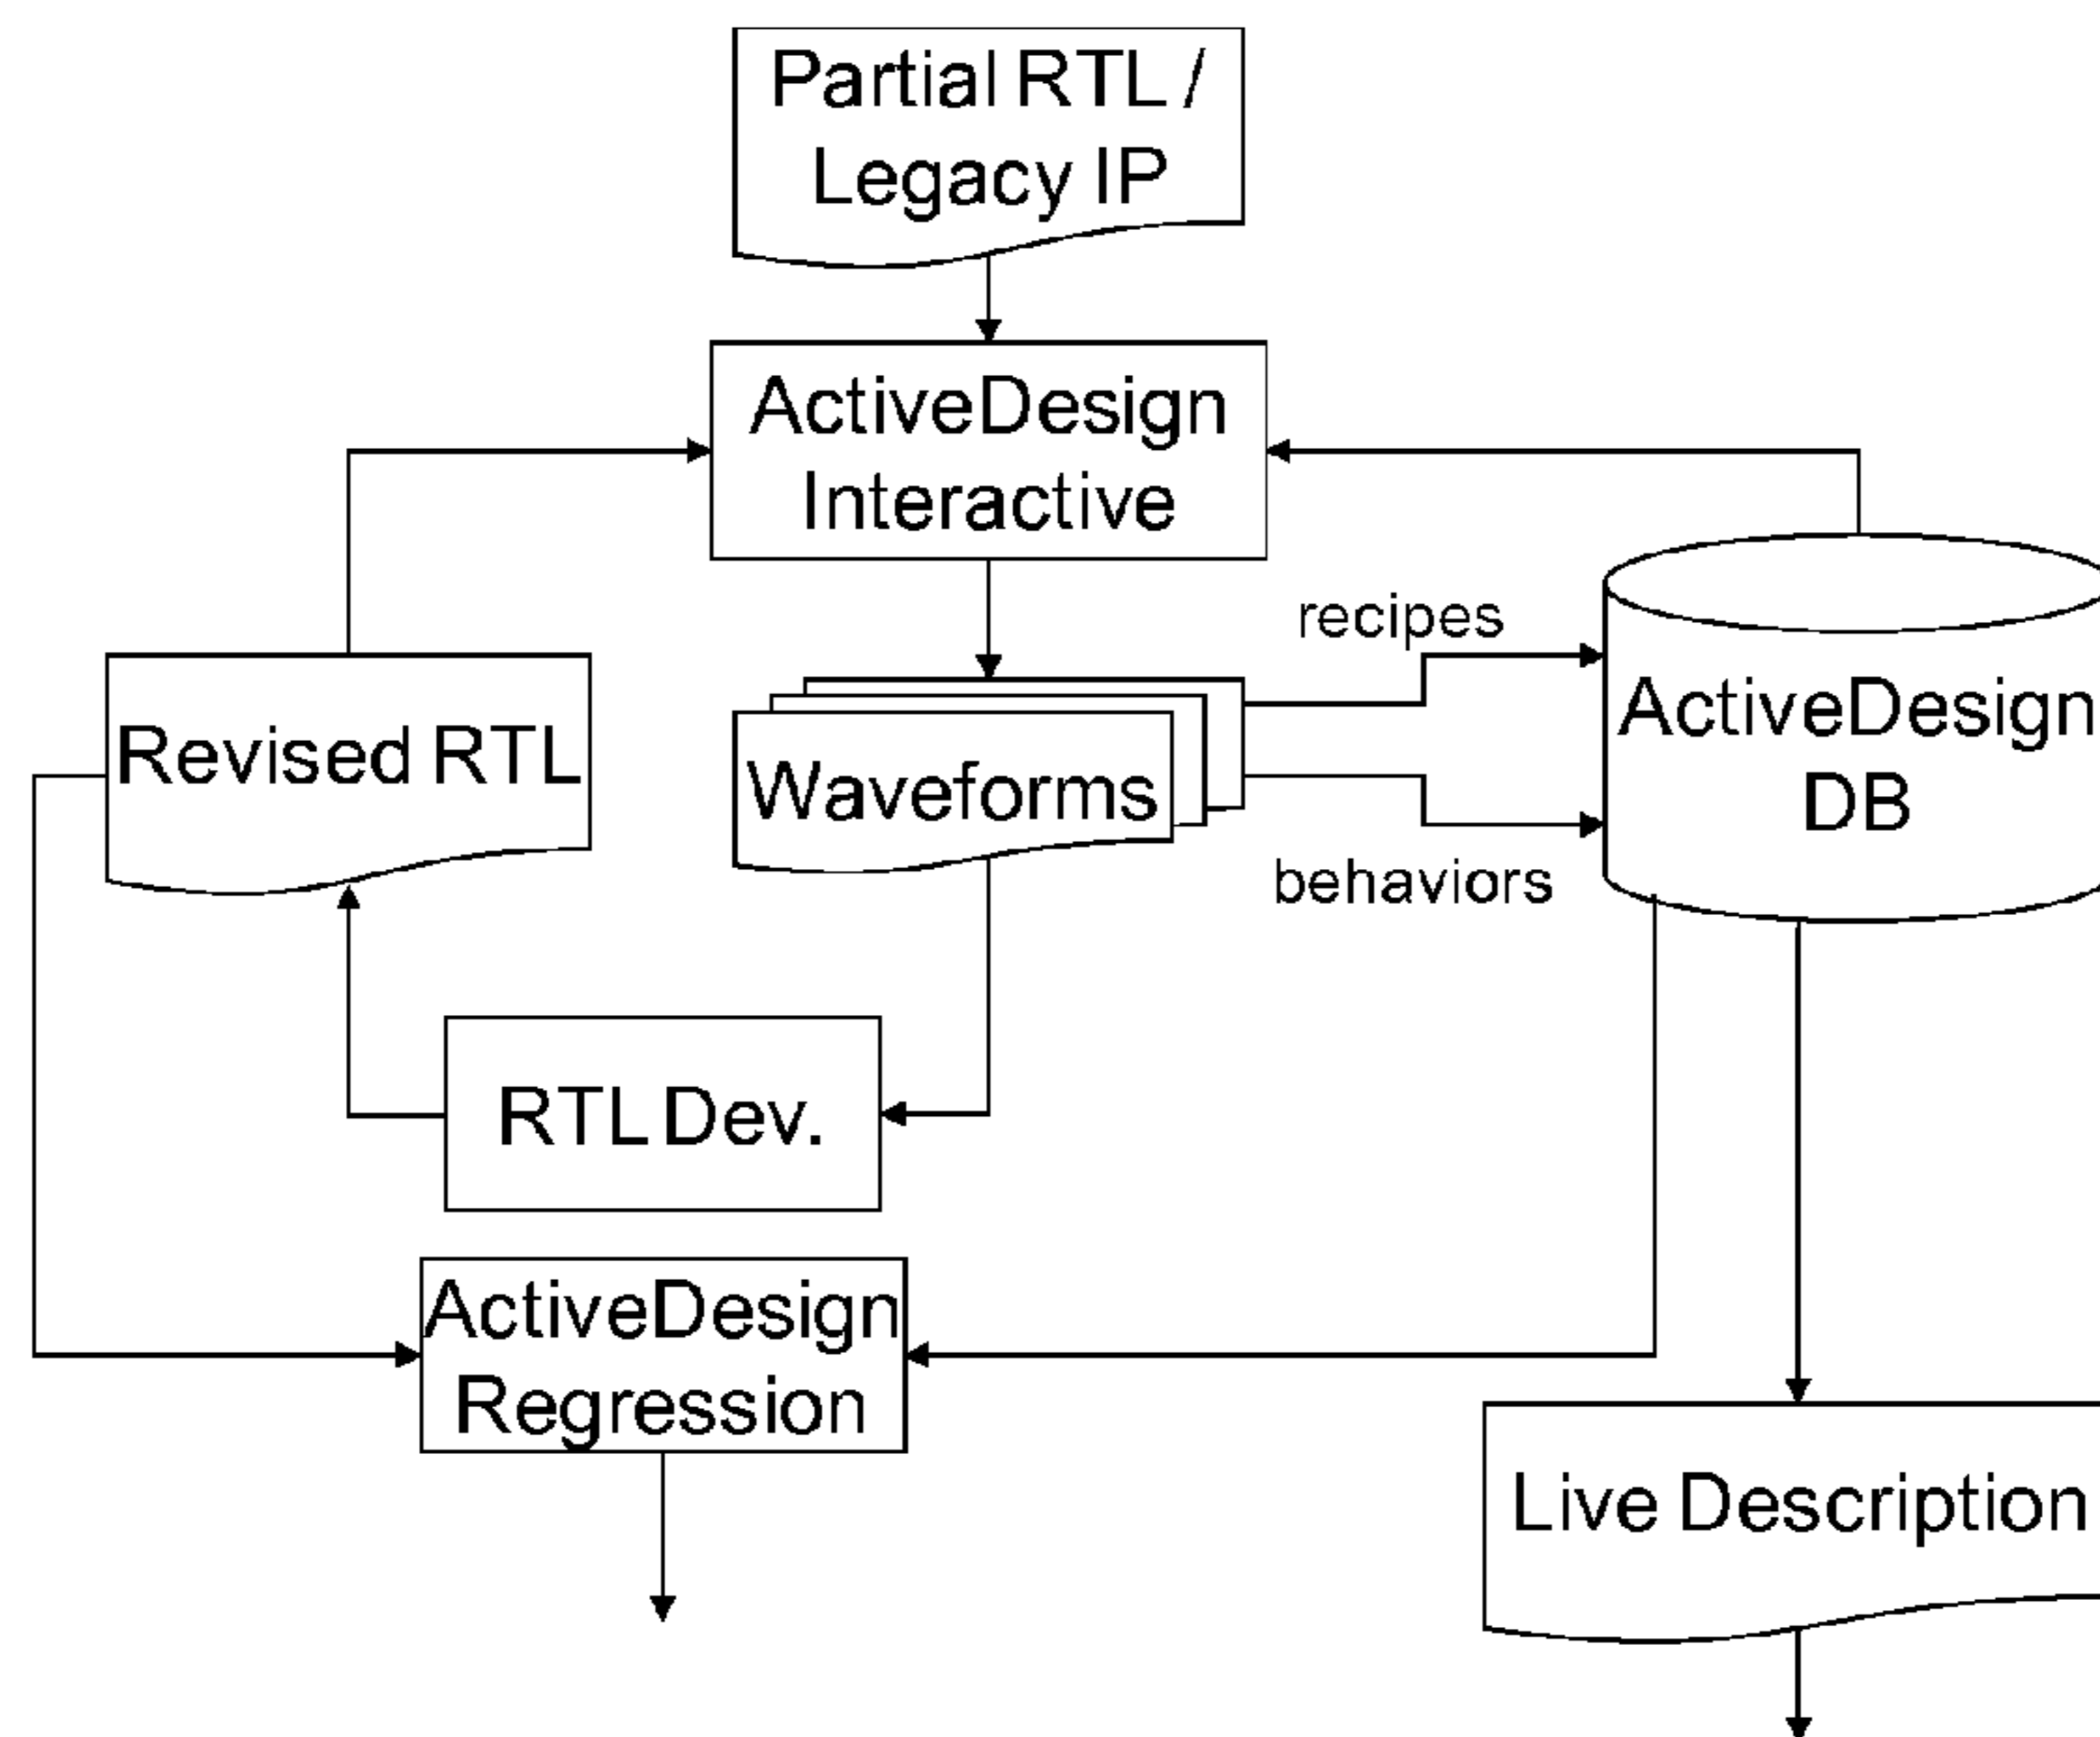 Partial RTL /
Legacy IP
ActiveDesign
Interactive
recipes
Revised RTL
Waveforms
ActiveDesign
DB
behaviors
RTL Dev.
ActiveDesign
Regression
Live Description